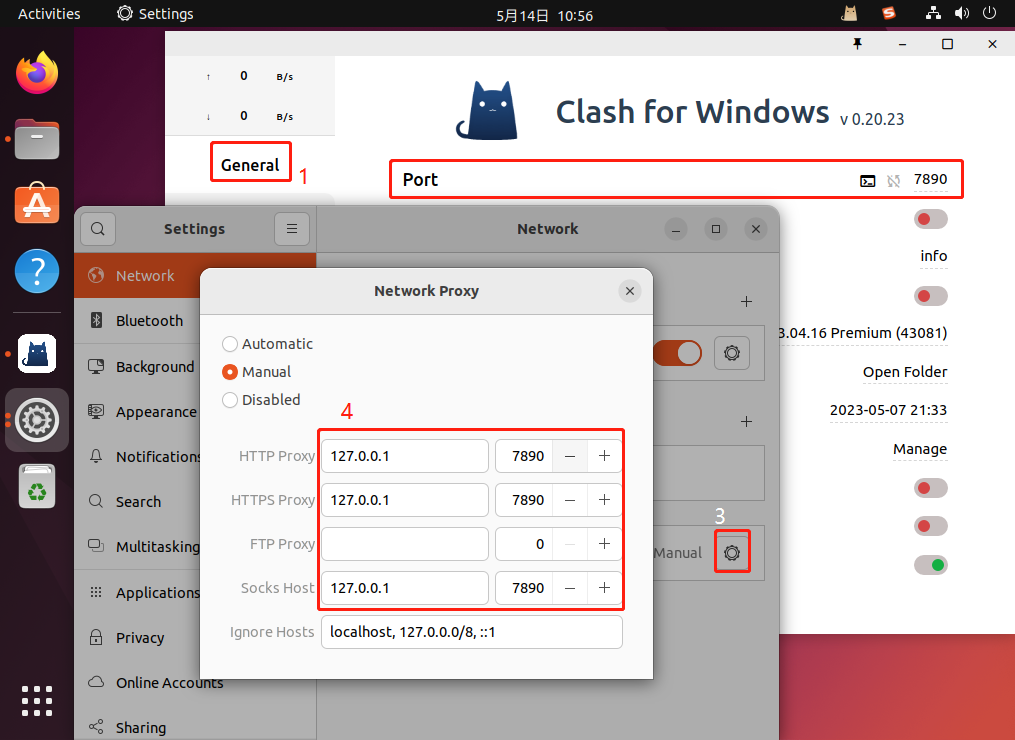 Activities
Settings
5月14日 10:56
↑ 0 B/s
↓ 0 B/s
Clash for Windows v 0.20.23
General
1
Port
7890
Settings
Network
info
Network
Bluetooth
Background
Appearance
Notifications
Search
Multitasking
Applications
Privacy
Online Accounts
Sharing
Network Proxy
Automatic
Manual
Disabled
4
HTTP Proxy 127.0.0.1 7890 − +
HTTPS Proxy 127.0.0.1 7890 − +
FTP Proxy 0 − +
Socks Host 127.0.0.1 7890 − +
Ignore Hosts localhost, 127.0.0.0/8, ::1
3
Manual
3.04.16 Premium (43081)
Open Folder
2023-05-07 21:33
Manage